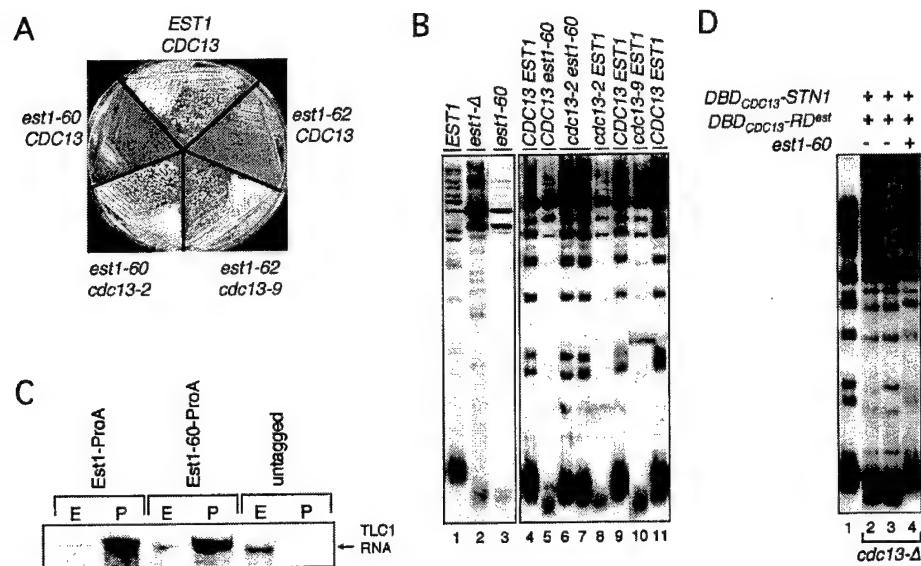 A
EST1
CDC13
est1-60
CDC13
est1-62
CDC13
est1-60
cdc13-2
est1-62
cdc13-9
B
EST1
est1-Δ
est1-60
CDC13 EST1
CDC13 est1-60
cdc13-2 est1-60
cdc13-2 EST1
CDC13 EST1
cdc13-9 EST1
CDC13 EST1
1 2 3 4 5 6 7 8 9 10 11
C
Est1-ProA
Est1-60-ProA
untagged
E P E P E P
TLC1
← RNA
D
DBDCDC13-STN1 + + +
DBDCDC13-RDest + + +
est1-60 - - +
1 2 3 4
cdc13-Δ